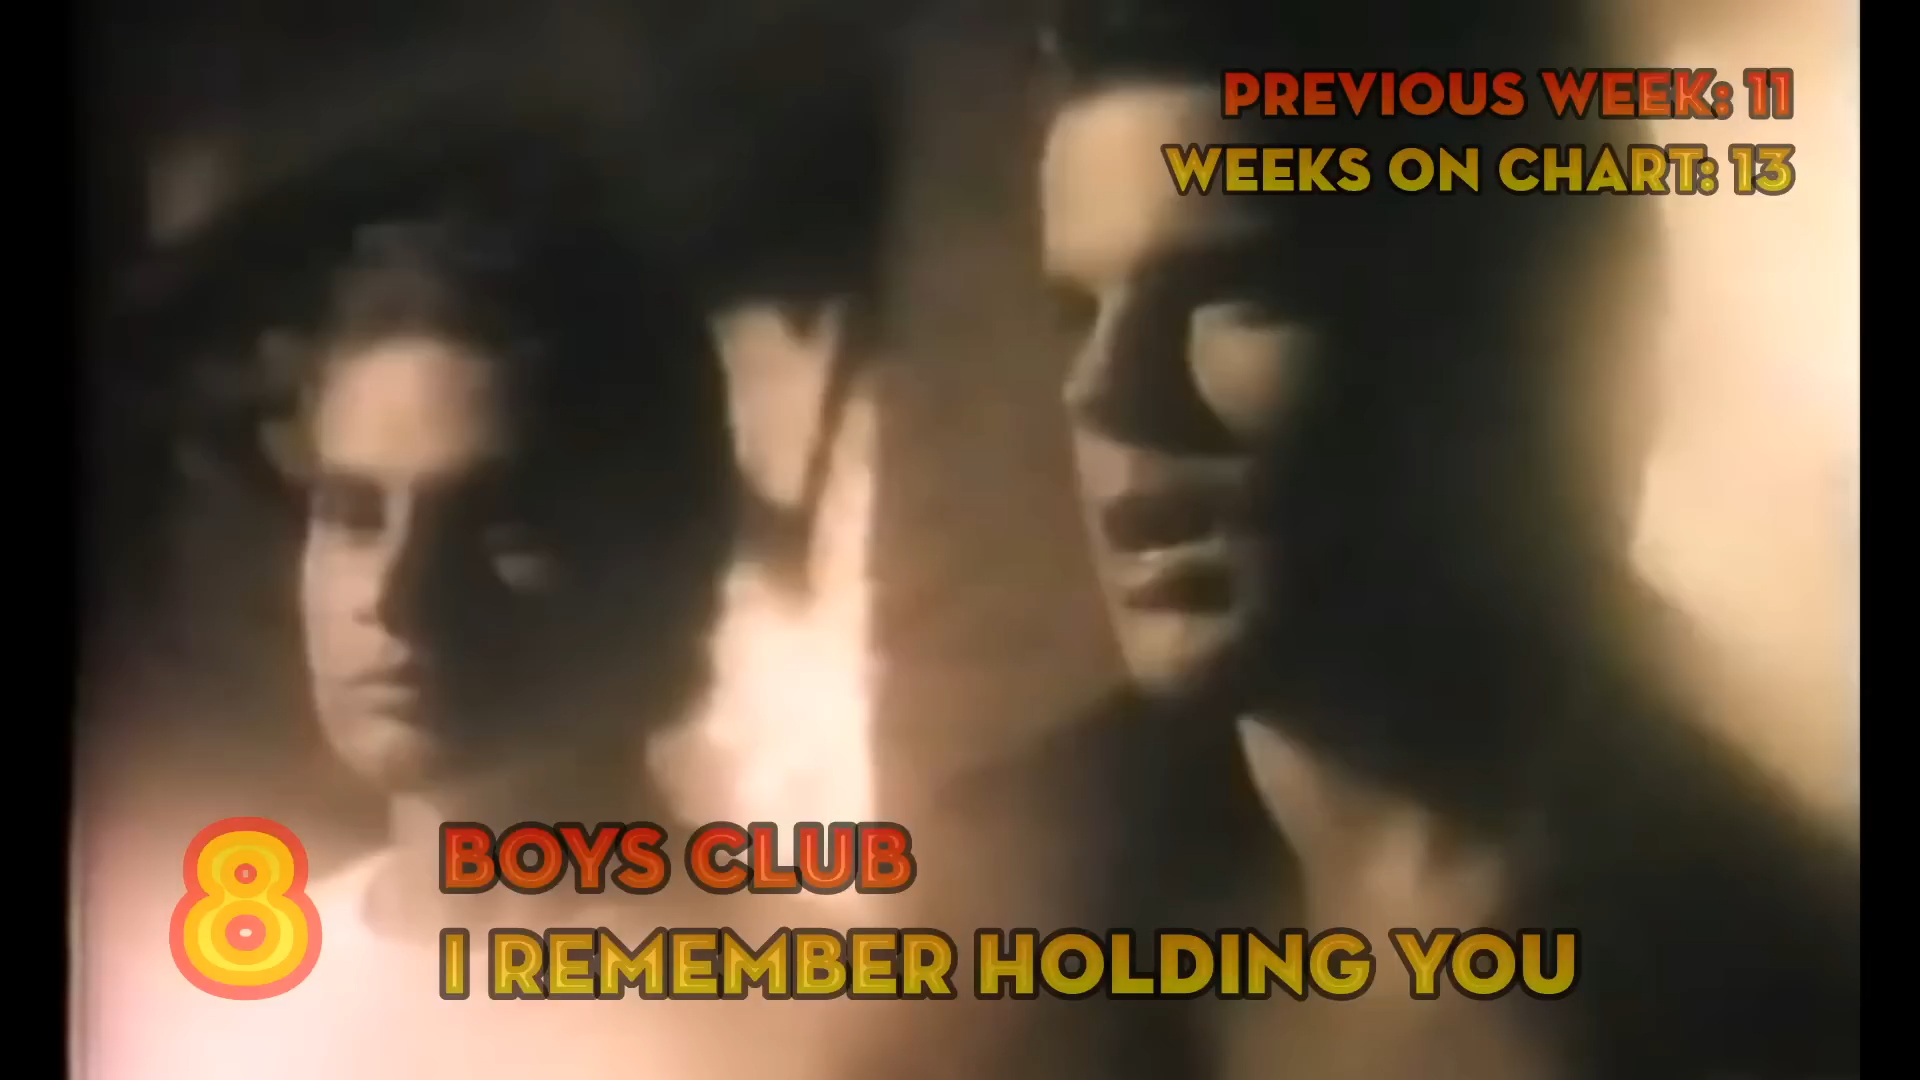 PREVIOUS WEEK: 11
WEEKS ON CHART: 13
8
BOYS CLUB
I REMEMBER HOLDING YOU